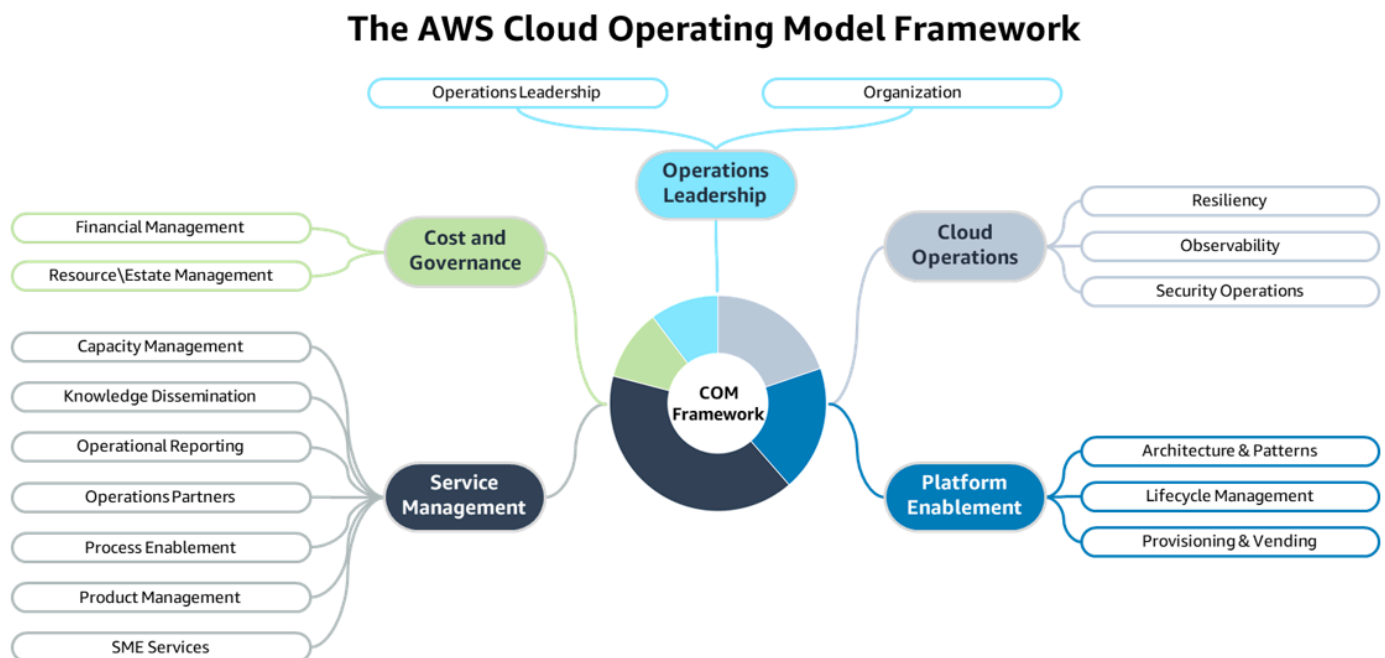 The AWS Cloud Operating Model Framework
Operations Leadership
Organization
Operations
Leadership
Financial Management
Resource\Estate Management
Cost and
Governance
Cloud
Operations
Resiliency
Observability
Security Operations
COM
Framework
Capacity Management
Knowledge Dissemination
Operational Reporting
Operations Partners
Process Enablement
Product Management
SME Services
Service
Management
Platform
Enablement
Architecture & Patterns
Lifecycle Management
Provisioning & Vending